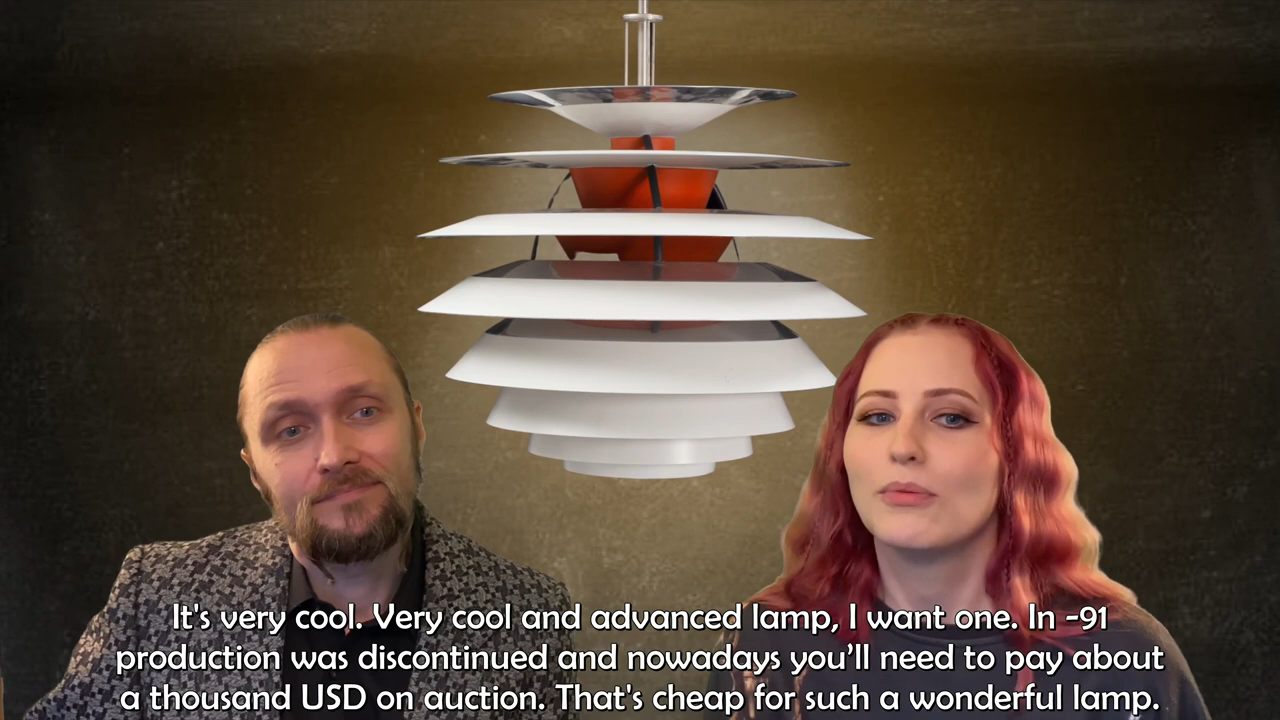 It's very cool. Very cool and advanced lamp, I want one. In -91
production was discontinued and nowadays you’ll need to pay about
a thousand USD on auction. That's cheap for such a wonderful lamp.